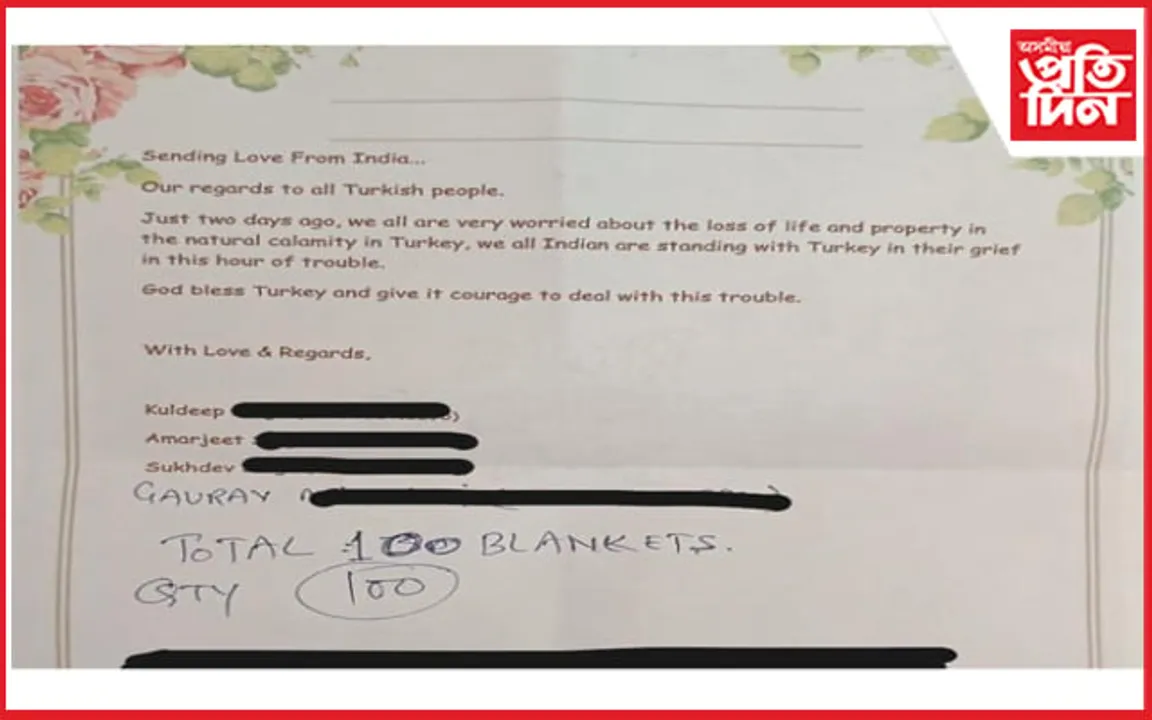 অসমীয়া
প্ৰতি
দিন
Sending Love From India...
Our regards to all Turkish people.
Just two days ago, we all are very worried about the loss of life and property in
the natural calamity in Turkey, we all Indian are standing with Turkey in their grief
in this hour of trouble.
God bless Turkey and give it courage to deal with this trouble.
With Love & Regards,
Kuldeep
Amarjeet
Sukhdev
GAURAV
TOTAL 100 BLANKETS.
QTY 100